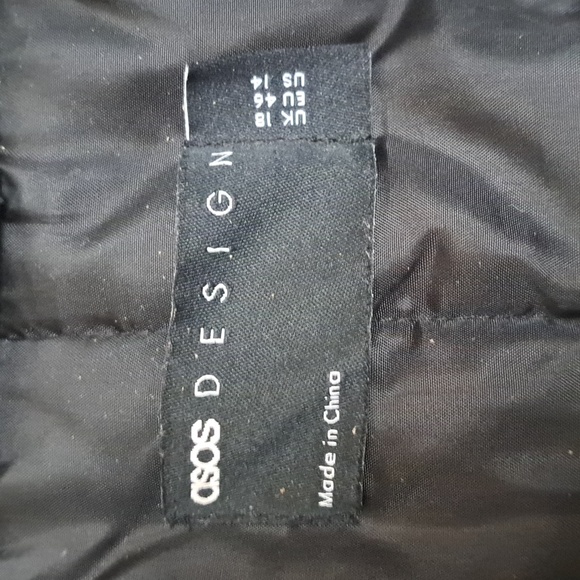 asos DESIGN
Made in China
UK 18
EU 46
US 14